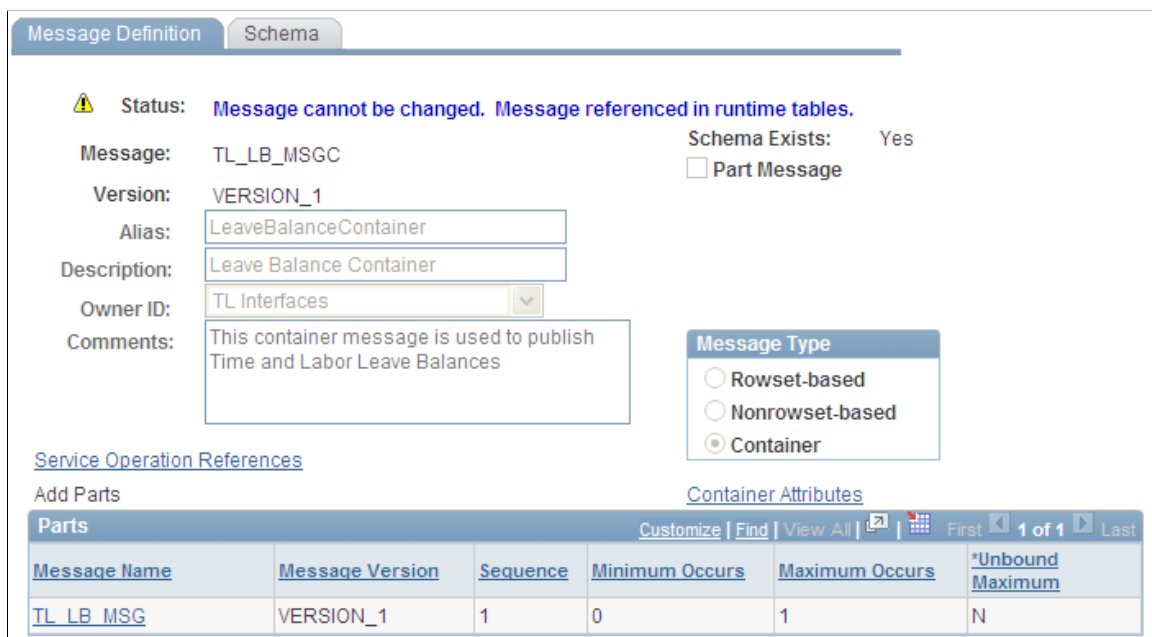 Message Definition
Schema
Status: Message cannot be changed. Message referenced in runtime tables.
Schema Exists: Yes
Message: TL_LB_MSGC
Part Message
Version: VERSION_1
Alias: LeaveBalanceContainer
Description: Leave Balance Container
Owner ID: TL Interfaces
Comments: This container message is used to publish
Time and Labor Leave Balances
Message Type
Rowset-based
Nonrowset-based
Container
Service Operation References
Add Parts
Container Attributes
Parts
Customize | Find | View All | | First 1 of 1 Last
Message Name Message Version Sequence Minimum Occurs Maximum Occurs *Unbound
Maximum
TL_LB_MSG VERSION_1 1 0 1 N